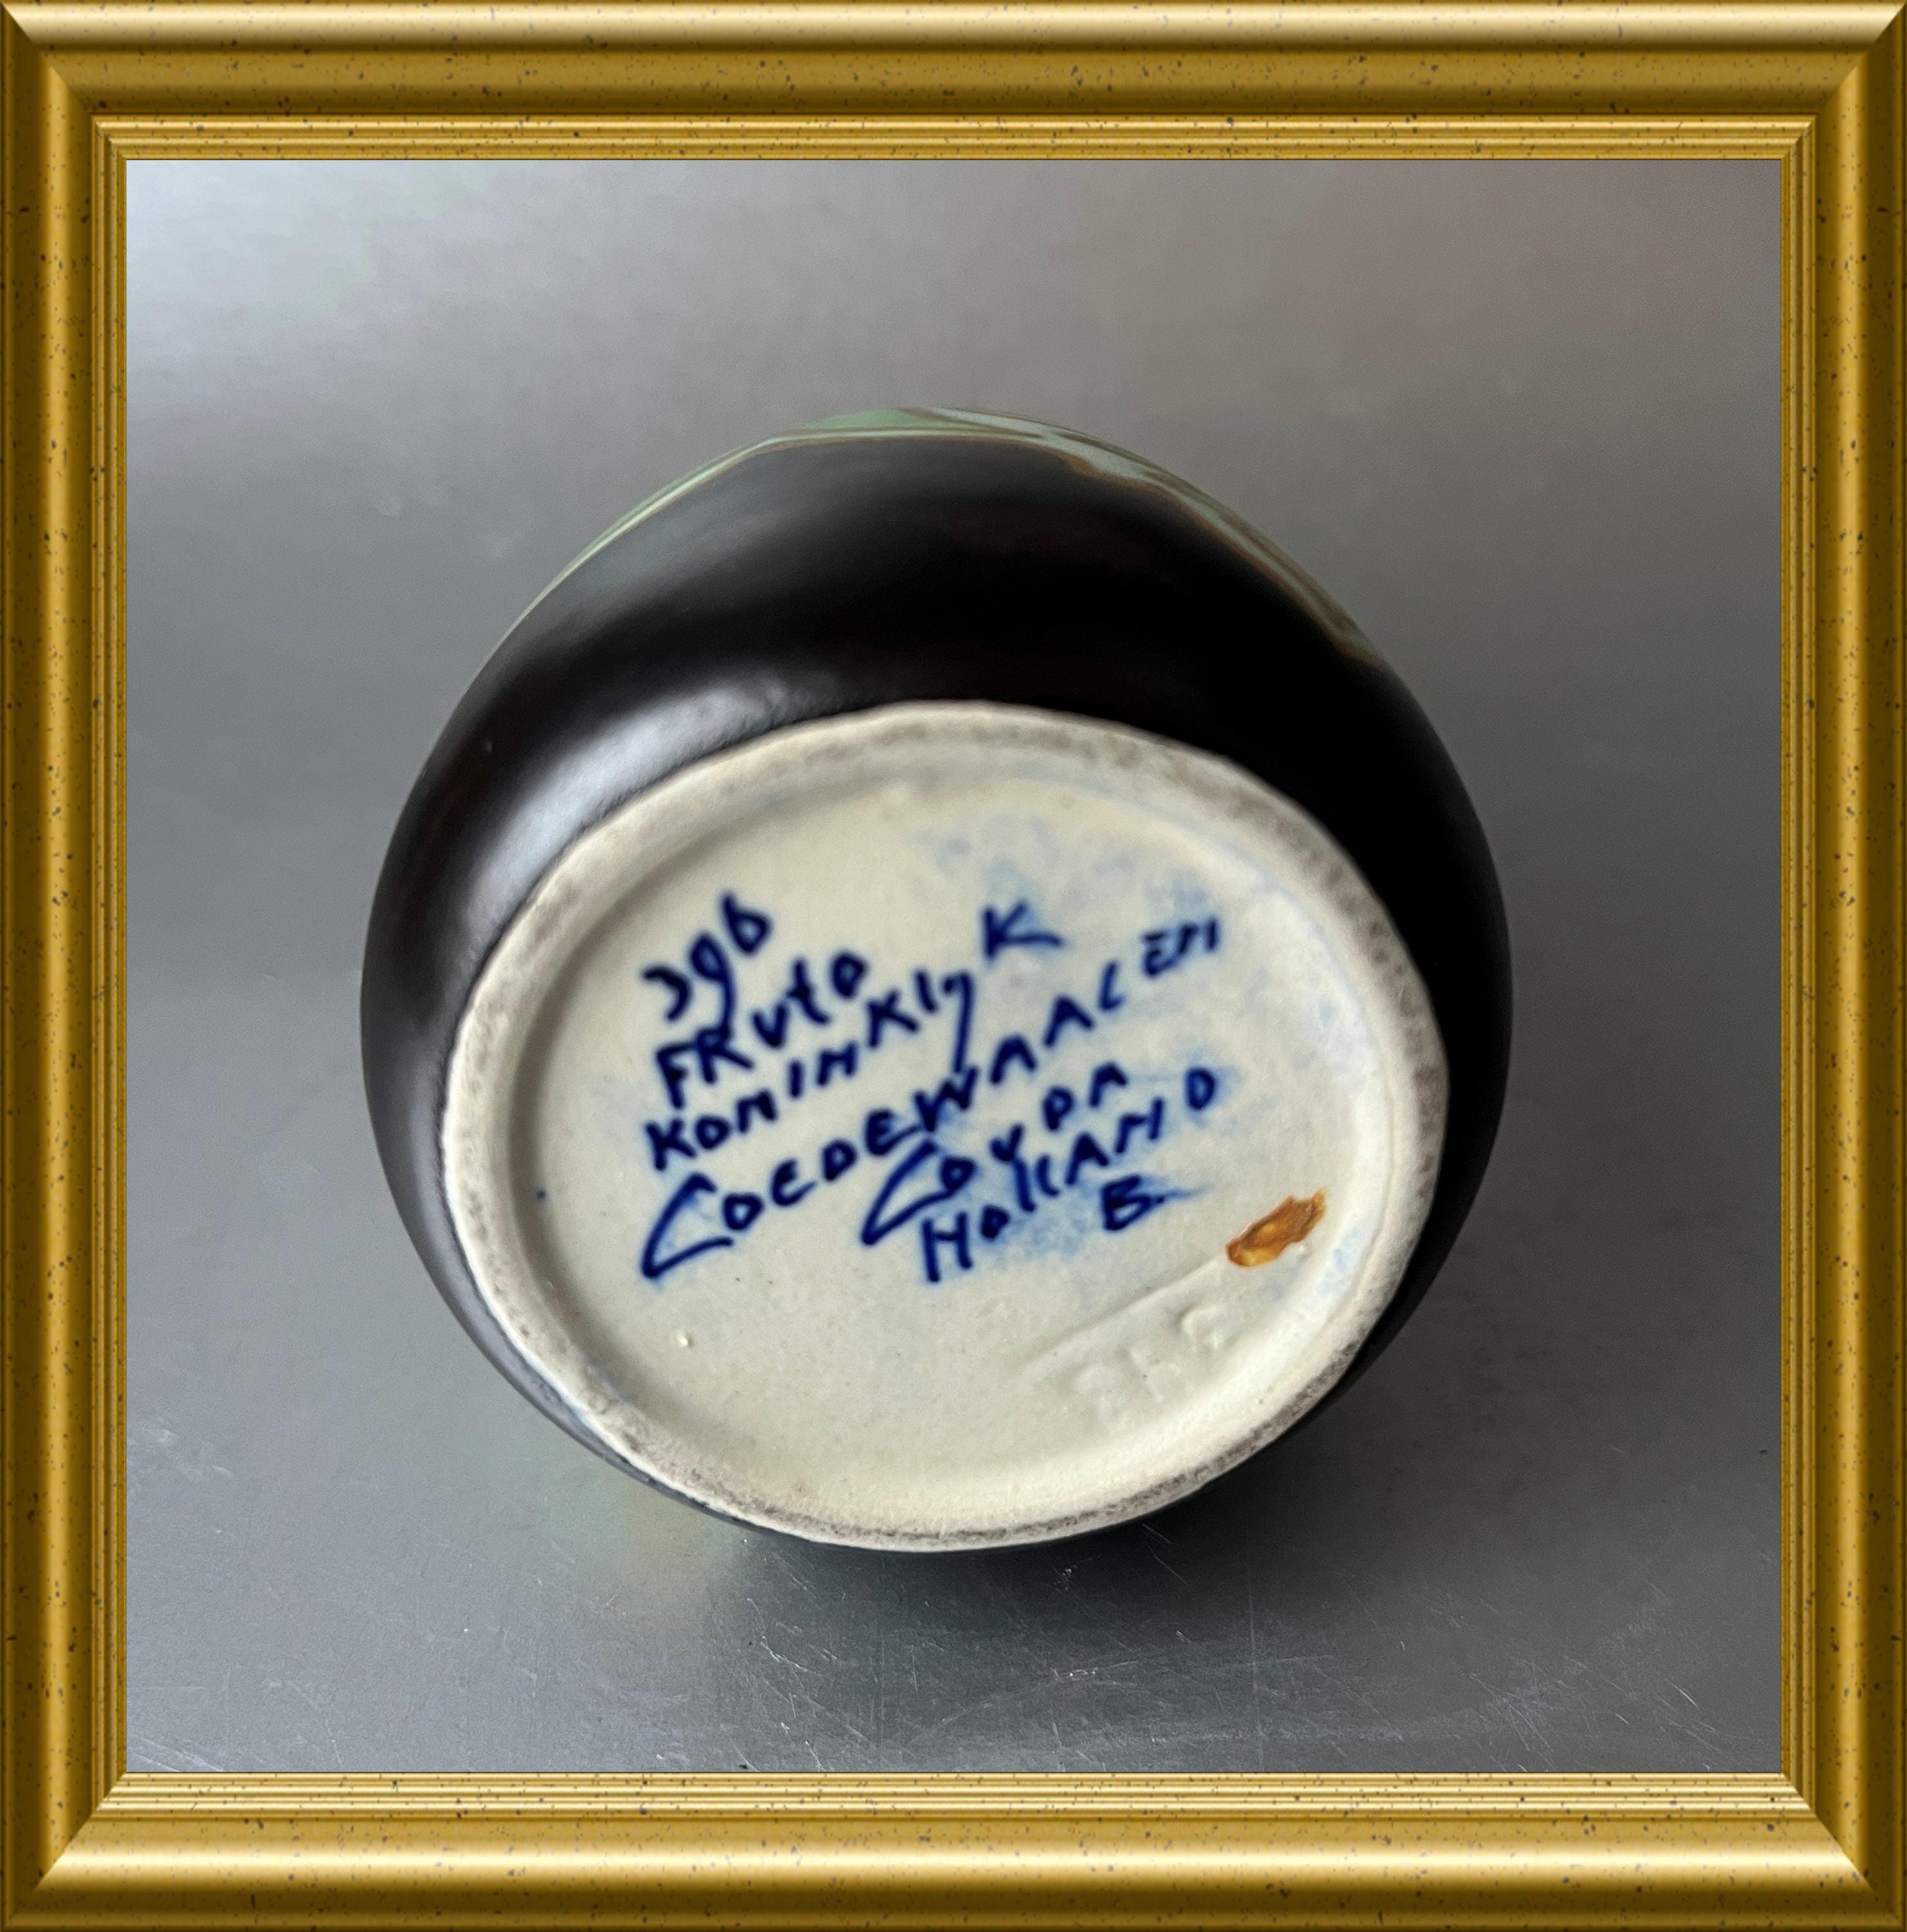 396
FRUTO
KONINKLIJK
GOEDEWAAGEN
GOUDA
HOLLAND
B.